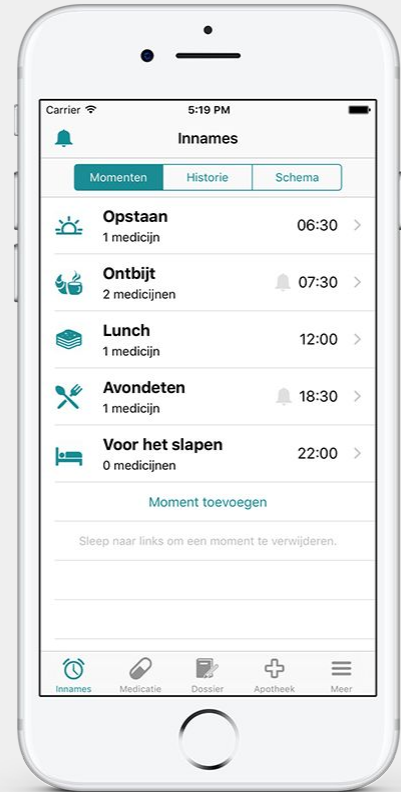 Carrier 5:19 PM
Innames
Momenten Historie Schema
Opstaan
1 medicijn
06:30
Ontbijt
2 medicijnen
07:30
Lunch
1 medicijn
12:00
Avondeten
1 medicijn
18:30
Voor het slapen
0 medicijnen
22:00
Moment toevoegen
Sleep naar links om een moment te verwijderen.
Innames Medicatie Dossier Apotheek Meer